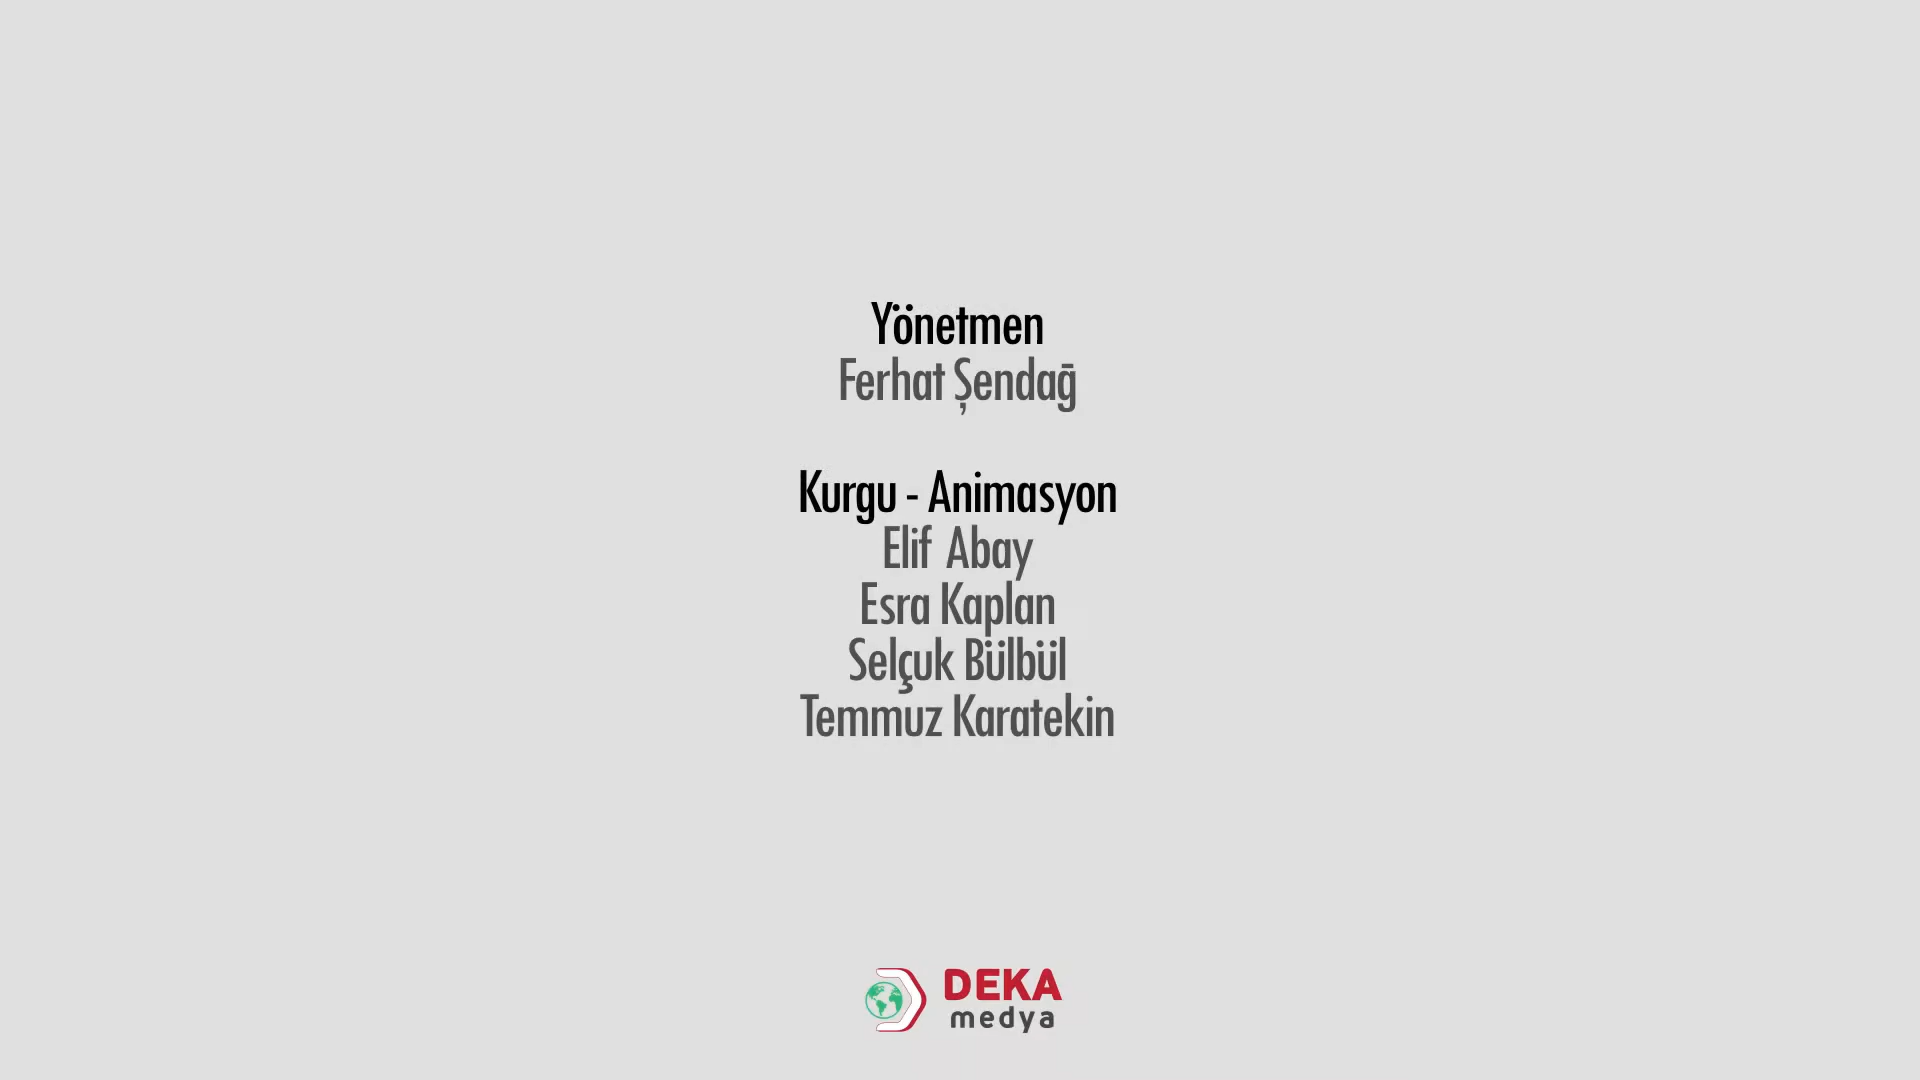 Yönetmen
Ferhat Şendağ
Kurgu - Animasyon
Elif Abay
Esra Kaplan
Selçuk Bülbül
Temmuz Karatekin
DEKA
medya